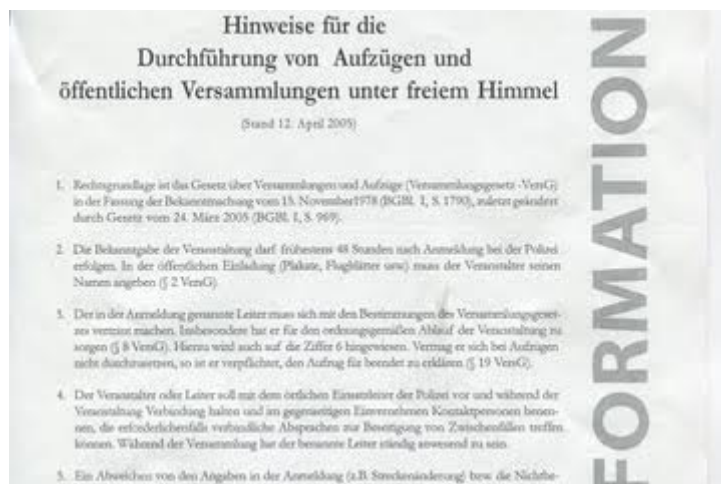 Hinweise für die
Durchführung von Aufzügen und
öffentlichen Versammlungen unter freiem Himmel
(Stand 12. April 2005)
1. Rechtsgrundlage ist das Gesetz über Versammlungen und Aufzüge (Versammlungsgesetz -VersG)
in der Fassung der Bekanntmachung vom 15. November1978 (BGBl. I, S. 1790), zuletzt geändert
durch Gesetz vom 24. März 2005 (BGBl. I, S. 969).
2. Die Bekanntgabe der Veranstaltung darf frühestens 48 Stunden nach Anmeldung bei der Polizei
erfolgen. In der öffentlichen Einladung (Plakate, Flugblätter usw.) muss der Veranstalter seinen
Namen angeben (§ 2 VersG)
3. Der in der Anmeldung genannte Leiter muss sich mit den Bestimmungen des Versammlungsgeset-
zes vertraut machen. Insbesondere hat er für den ordnungsgemäßen Ablauf der Veranstaltung zu
sorgen (§ 8 VersG). Hierzu wird auch auf die Ziffer 6 hingewiesen. Vermag er sich bei Aufzügen
nicht durchzusetzen, so ist er verpflichtet, den Aufzug für beendet zu erklären (§ 19 VersG).
4. Der Veranstalter oder Leiter soll mit dem örtlichen Einsatzleiter der Polizei vor und während der
Veranstaltung Verbindung halten und im gegenseitigen Einvernehmen Kontaktpersonen benen-
nen, die erforderlichenfalls verbindliche Absprachen zur Beseitigung von Zwischenfällen treffen
können. Während der Versammlung hat der benannte Leiter ständig anwesend zu sein.
5. Ein Abweichen von den Angaben in der Anmeldung (z.B. Streckenänderung) bzw. die Nichtbe-
FORMATION